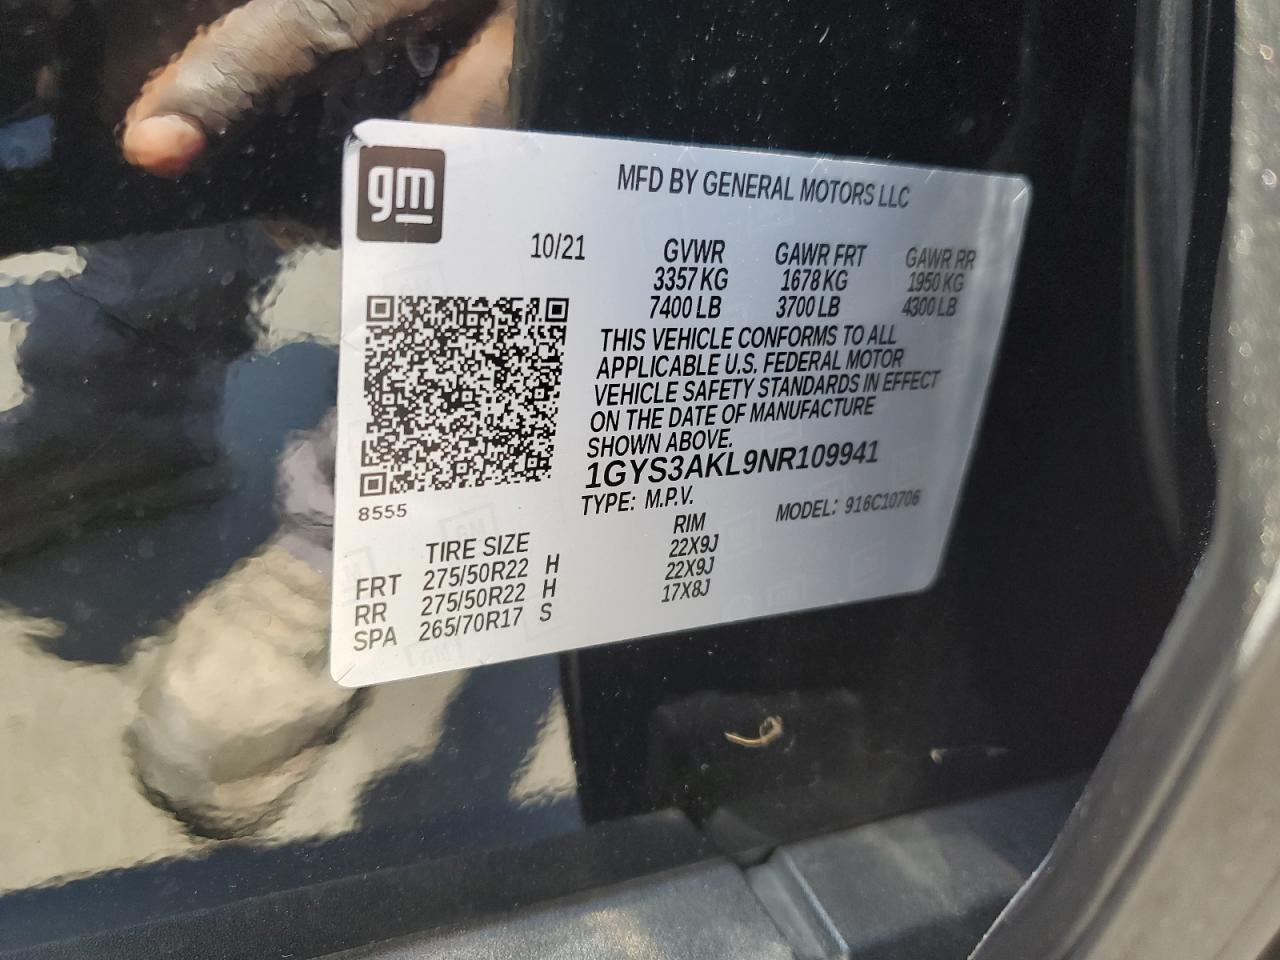 gm
MFD BY GENERAL MOTORS LLC
10/21 GVWR GAWR FRT GAWR RR
3357 KG 1678 KG 1950 KG
7400 LB 3700 LB 4300 LB
THIS VEHICLE CONFORMS TO ALL
APPLICABLE U.S. FEDERAL MOTOR
VEHICLE SAFETY STANDARDS IN EFFECT
ON THE DATE OF MANUFACTURE
SHOWN ABOVE.
1GYS3AKL9NR109941
TYPE: M.P.V. MODEL: 916C10706
8555
TIRE SIZE RIM
FRT 275/50R22 H 22X9J
RR 275/50R22 H 22X9J
SPA 265/70R17 S 17X8J